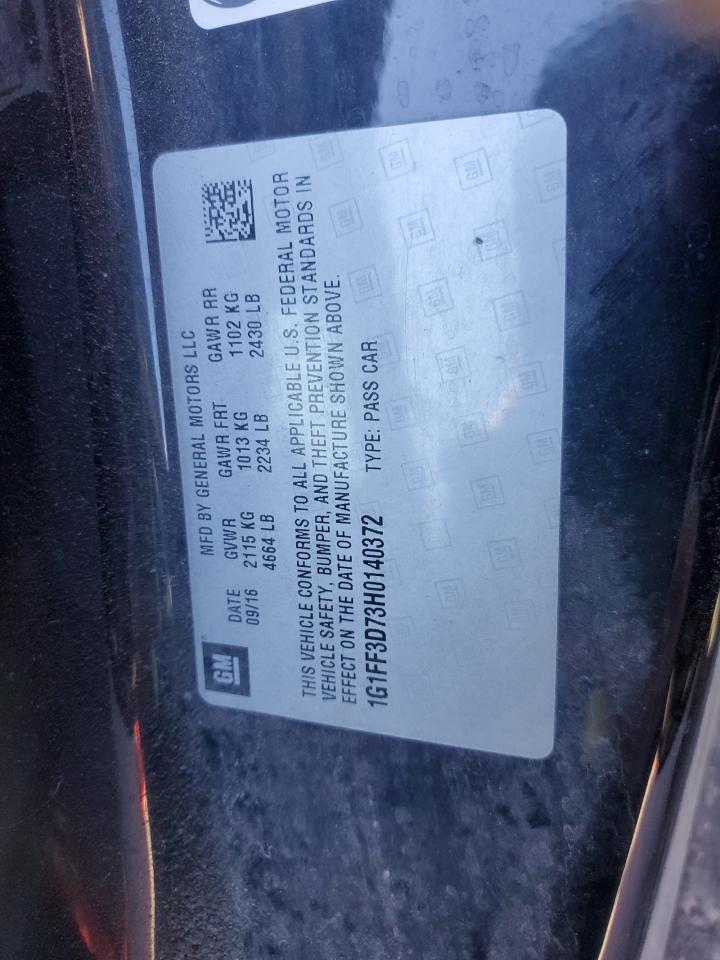 GM
MFD BY GENERAL MOTORS LLC
DATE GVWR GAWR FRT GAWR RR
09/16 2115 KG 1013 KG 1102 KG
4664 LB 2234 LB 2430 LB
THIS VEHICLE CONFORMS TO ALL APPLICABLE U.S. FEDERAL MOTOR
VEHICLE SAFETY, BUMPER, AND THEFT PREVENTION STANDARDS IN
EFFECT ON THE DATE OF MANUFACTURE SHOWN ABOVE.
1G1FF3D73H0140372 TYPE: PASS CAR